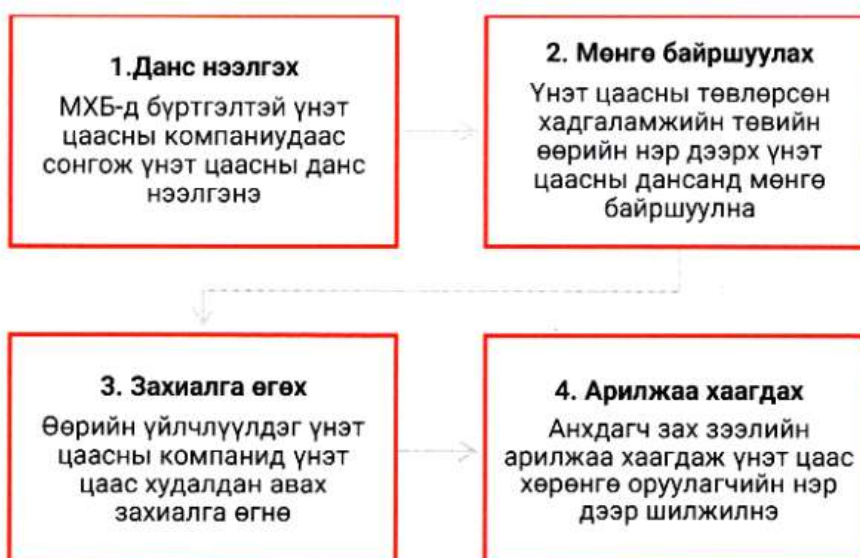 1.Данс нээлгэх
МХБ-д бүртгэлтэй үнэт
цаасны компаниудаас
сонгож үнэт цаасны данс
нээлгэнэ
2. Мөнгө байршуулах
Үнэт цаасны төвлөрсөн
хадгаламжийн төвийн
өөрийн нэр дээрх үнэт
цаасны дансанд мөнгө
байршуулна
3. Захиалга өгөх
Өөрийн үйлчлүүлдэг үнэт
цаасны компанид үнэт
цаас худалдан авах
захиалга өгнө
4. Арилжаа хаагдах
Анхдагч зах зээлийн
арилжаа хаагдаж үнэт цаас
хөрөнгө оруулагчийн нэр
дээр шилжилнэ